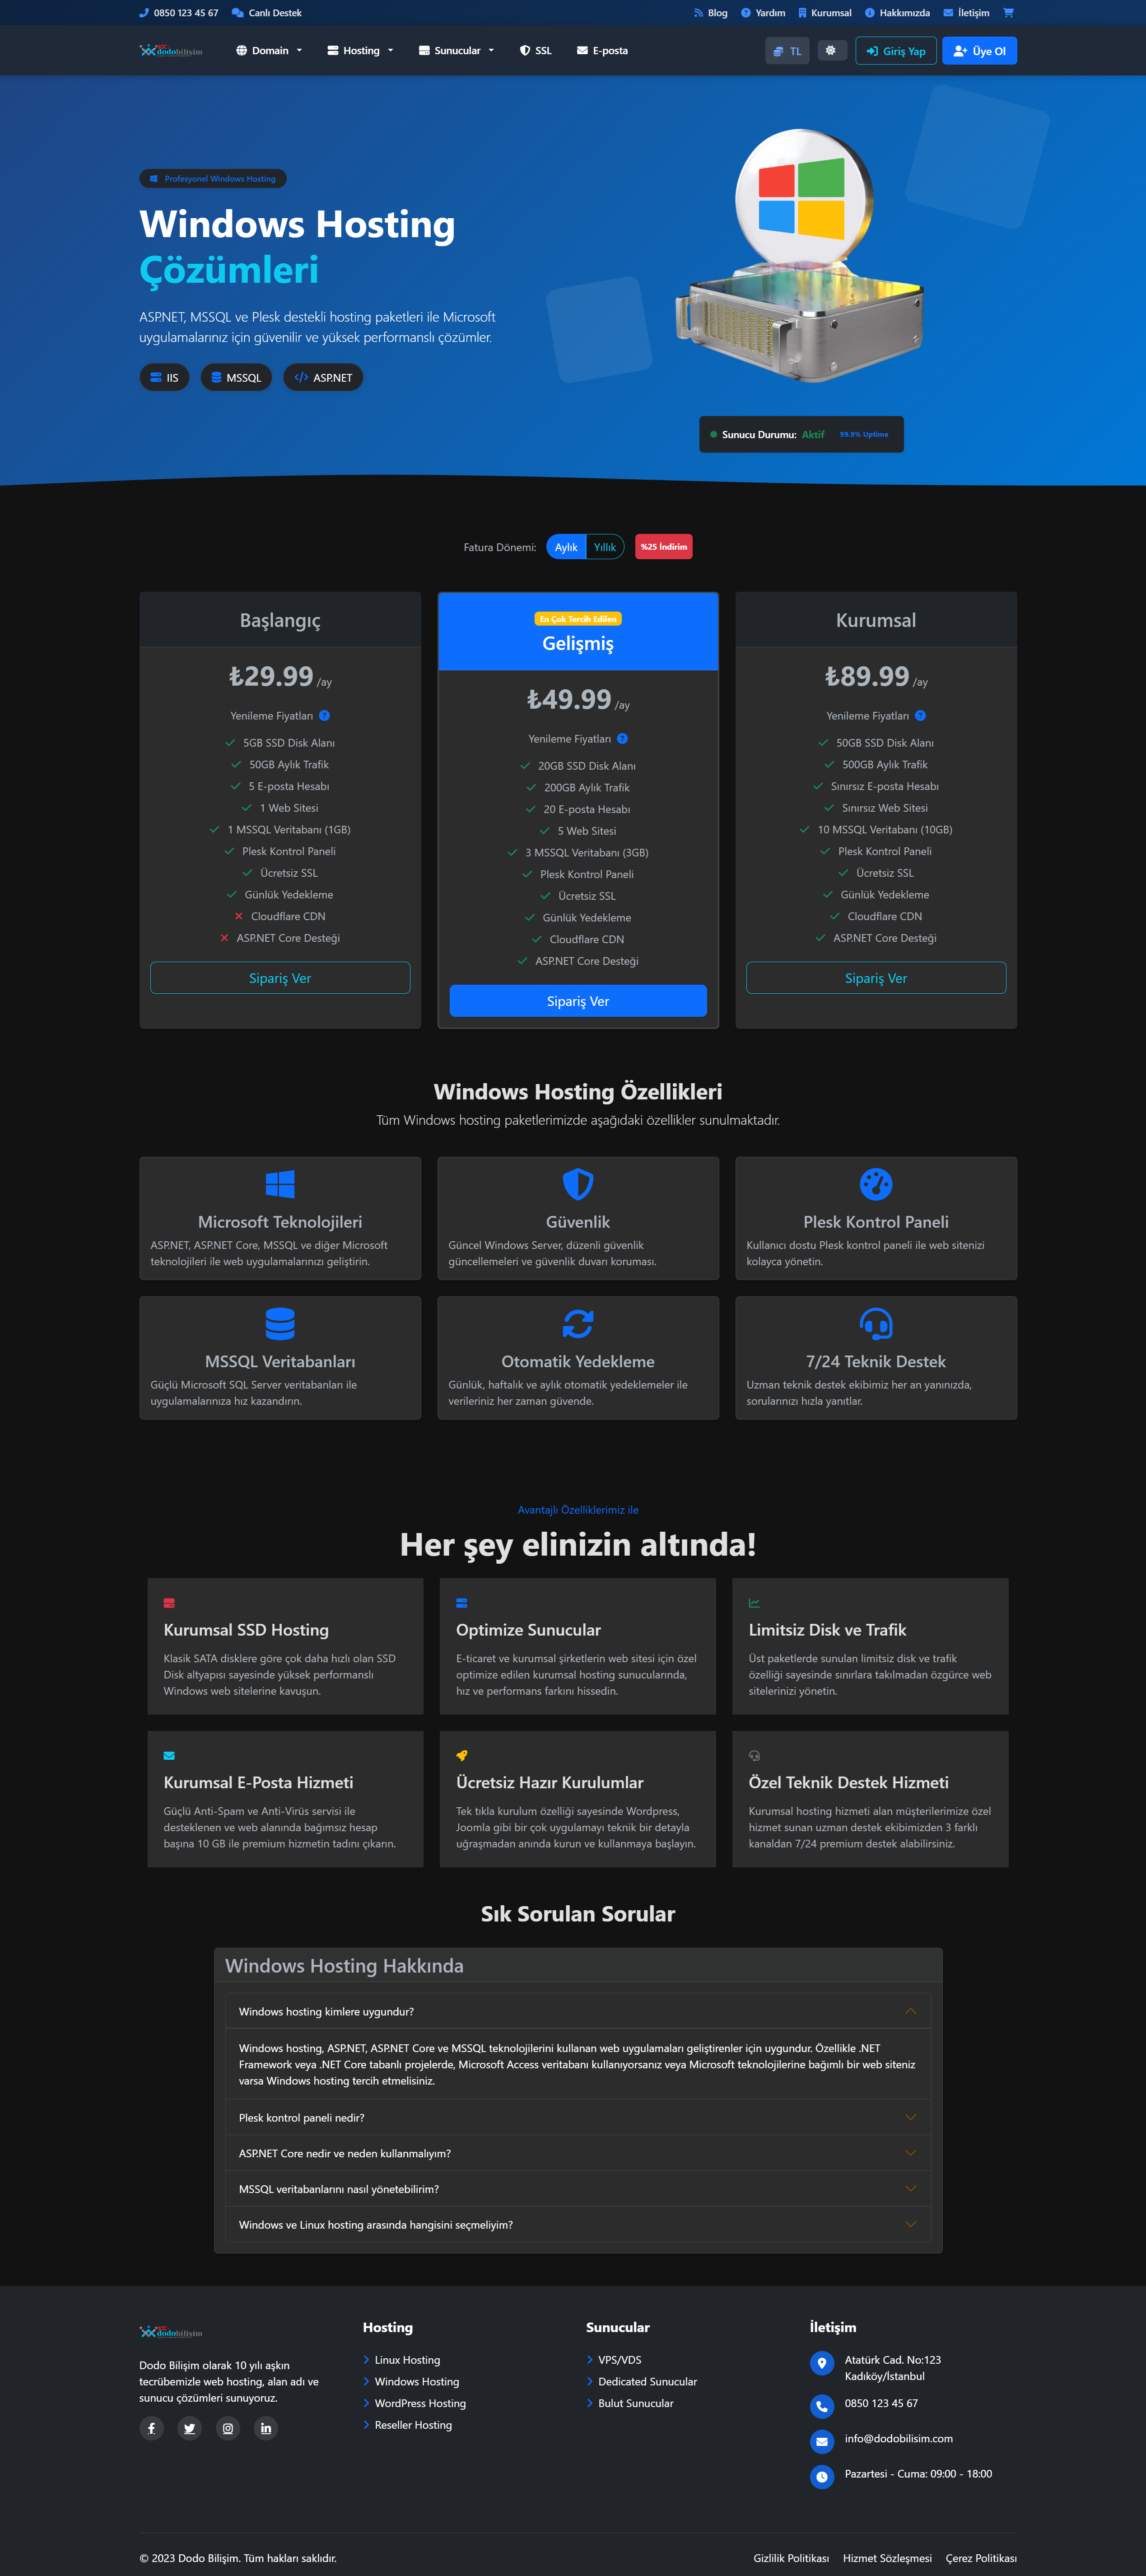 0850 123 45 67 Canlı Destek Blog Yardım Kurumsal Hakkımızda İletişim
dodobilişim Domain Hosting Sunucular SSL E-posta TL Giriş Yap Üye Ol
Profesyonel Windows Hosting
Windows Hosting
Çözümleri
ASP.NET, MSSQL ve Plesk destekli hosting paketleri ile Microsoft
uygulamalarınız için güvenilir ve yüksek performanslı çözümler.
IIS MSSQL ASP.NET
Sunucu Durumu: Aktif 99.9% Uptime
Fatura Dönemi: Aylık Yıllık %25 İndirim
Başlangıç
₺29.99 /ay
Yenileme Fiyatları
5GB SSD Disk Alanı
50GB Aylık Trafik
5 E-posta Hesabı
1 Web Sitesi
1 MSSQL Veritabanı (1GB)
Plesk Kontrol Paneli
Ücretsiz SSL
Günlük Yedekleme
Cloudflare CDN
ASP.NET Core Desteği
Sipariş Ver
En Çok Tercih Edilen
Gelişmiş
₺49.99 /ay
Yenileme Fiyatları
20GB SSD Disk Alanı
200GB Aylık Trafik
20 E-posta Hesabı
5 Web Sitesi
3 MSSQL Veritabanı (3GB)
Plesk Kontrol Paneli
Ücretsiz SSL
Günlük Yedekleme
Cloudflare CDN
ASP.NET Core Desteği
Sipariş Ver
Kurumsal
₺89.99 /ay
Yenileme Fiyatları
50GB SSD Disk Alanı
500GB Aylık Trafik
Sınırsız E-posta Hesabı
Sınırsız Web Sitesi
10 MSSQL Veritabanı (10GB)
Plesk Kontrol Paneli
Ücretsiz SSL
Günlük Yedekleme
Cloudflare CDN
ASP.NET Core Desteği
Sipariş Ver
Windows Hosting Özellikleri
Tüm Windows hosting paketlerimizde aşağıdaki özellikler sunulmaktadır.
Microsoft Teknolojileri
ASP.NET, ASP.NET Core, MSSQL ve diğer Microsoft
teknolojileri ile web uygulamalarınızı geliştirin.
Güvenlik
Güncel Windows Server, düzenli güvenlik
güncellemeleri ve güvenlik duvarı koruması.
Plesk Kontrol Paneli
Kullanıcı dostu Plesk kontrol paneli ile web sitenizi
kolayca yönetin.
MSSQL Veritabanları
Güçlü Microsoft SQL Server veritabanları ile
uygulamalarınıza hız kazandırın.
Otomatik Yedekleme
Günlük, haftalık ve aylık otomatik yedeklemeler ile
verileriniz her zaman güvende.
7/24 Teknik Destek
Uzman teknik destek ekibimiz her an yanınızda,
sorularınızı hızla yanıtlar.
Avantajlı Özelliklerimiz ile
Her şey elinizin altında!
Kurumsal SSD Hosting
Klasik SATA disklere göre çok daha hızlı olan SSD
Disk altyapısı sayesinde yüksek performanslı
Windows web sitelerine kavuşun.
Optimize Sunucular
E-ticaret ve kurumsal şirketlerin web sitesi için özel
optimize edilen kurumsal hosting sunucularında,
hız ve performans farkını hissedin.
Limitsiz Disk ve Trafik
Üst paketlerde sunulan limitsiz disk ve trafik
özelliği sayesinde sınırlara takılmadan özgürce web
sitelerinizi yönetin.
Kurumsal E-Posta Hizmeti
Güçlü Anti-Spam ve Anti-Virüs servisi ile
desteklenen ve web alanında bağımsız hesap
başına 10 GB ile premium hizmetin tadını çıkarın.
Ücretsiz Hazır Kurulumlar
Tek tıkla kurulum özelliği sayesinde Wordpress,
Joomla gibi bir çok uygulamayı teknik bir detayla
uğraşmadan anında kurun ve kullanmaya başlayın.
Özel Teknik Destek Hizmeti
Kurumsal hosting hizmeti alan müşterilerimize özel
hizmet sunan uzman destek ekibimizden 3 farklı
kanaldan 7/24 premium destek alabilirsiniz.
Sık Sorulan Sorular
Windows Hosting Hakkında
Windows hosting kimlere uygundur?
Windows hosting, ASP.NET, ASP.NET Core ve MSSQL teknolojilerini kullanan web uygulamaları geliştirenler için uygundur. Özellikle .NET
Framework veya .NET Core tabanlı projelerde, Microsoft Access veritabanı kullanıyorsanız veya Microsoft teknolojilerine bağımlı bir web siteniz
varsa Windows hosting tercih etmelisiniz.
Plesk kontrol paneli nedir?
ASP.NET Core nedir ve neden kullanmalıyım?
MSSQL veritabanlarını nasıl yönetebilirim?
Windows ve Linux hosting arasında hangisini seçmeliyim?
dodobilişim
Dodo Bilişim olarak 10 yılı aşkın
tecrübemizle web hosting, alan adı ve
sunucu çözümleri sunuyoruz.
Hosting
Linux Hosting
Windows Hosting
WordPress Hosting
Reseller Hosting
Sunucular
VPS/VDS
Dedicated Sunucular
Bulut Sunucular
İletişim
Atatürk Cad. No:123
Kadıköy/İstanbul
0850 123 45 67
info@dodobilisim.com
Pazartesi - Cuma: 09:00 - 18:00
© 2023 Dodo Bilişim. Tüm hakları saklıdır. Gizlilik Politikası Hizmet Sözleşmesi Çerez Politikası